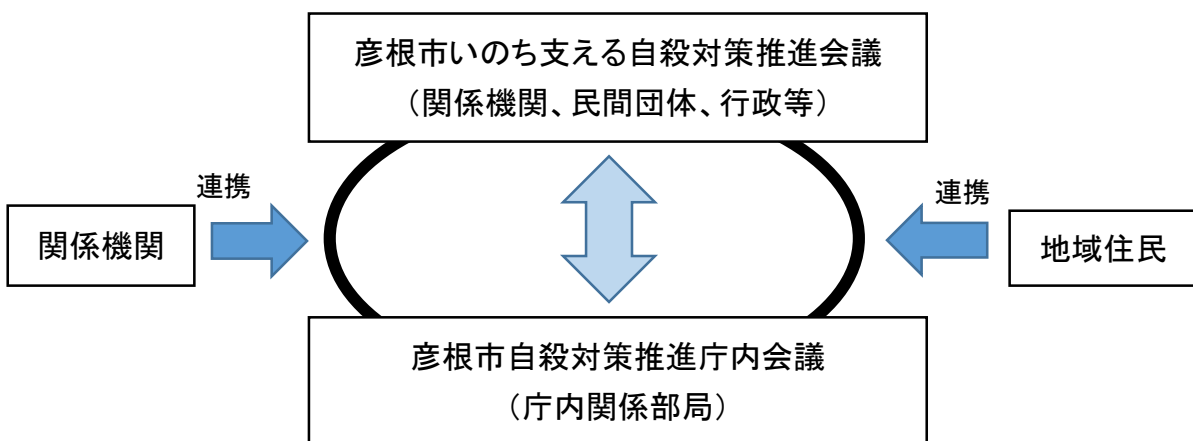 彦根市いのち支える自殺対策推進会議
（関係機関、民間団体、行政等）
連携
連携
関係機関
地域住民
彦根市自殺対策推進庁内会議
（庁内関係部局）